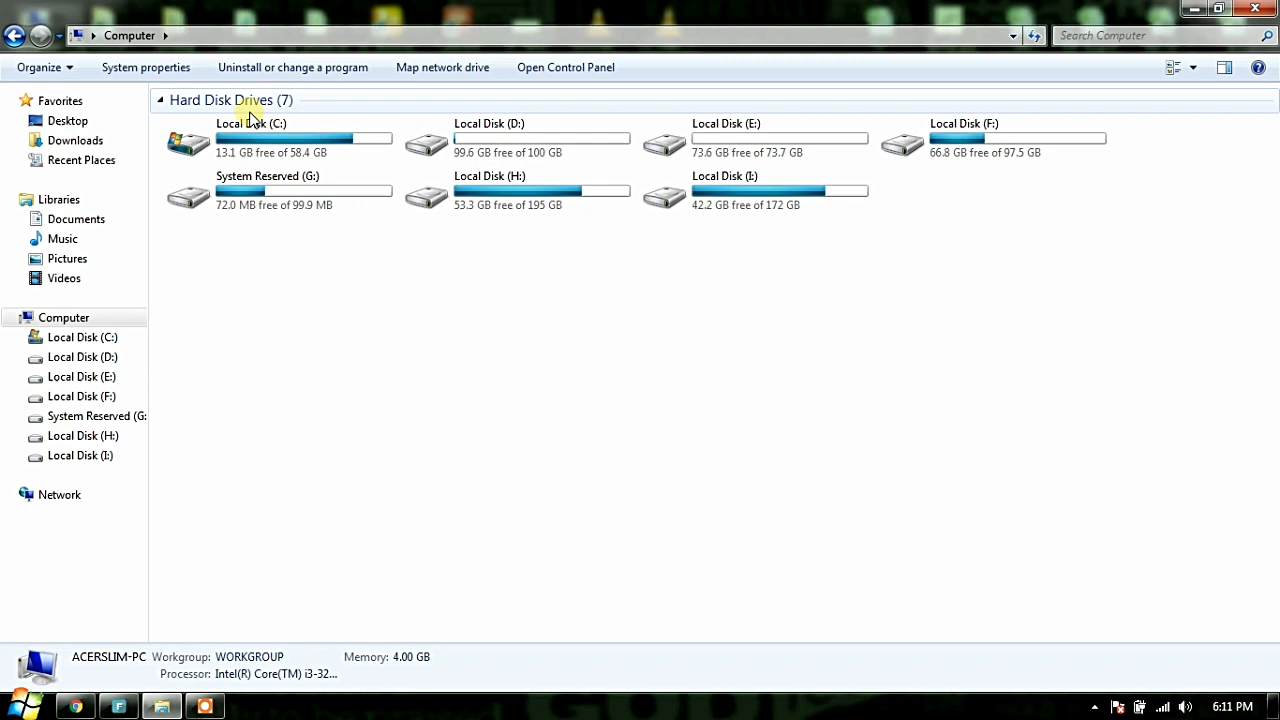 Computer
Search Computer
Organize
System properties
Uninstall or change a program
Map network drive
Open Control Panel
Favorites
Desktop
Downloads
Recent Places
Libraries
Documents
Music
Pictures
Videos
Computer
Local Disk (C:)
Local Disk (D:)
Local Disk (E:)
Local Disk (F:)
System Reserved (G:
Local Disk (H:)
Local Disk (I:)
Network
Hard Disk Drives (7)
Local Disk (C:)
13.1 GB free of 58.4 GB
Local Disk (D:)
99.6 GB free of 100 GB
Local Disk (E:)
73.6 GB free of 73.7 GB
Local Disk (F:)
66.8 GB free of 97.5 GB
System Reserved (G:)
72.0 MB free of 99.9 MB
Local Disk (H:)
53.3 GB free of 195 GB
Local Disk (I:)
42.2 GB free of 172 GB
ACERSLIM-PC Workgroup: WORKGROUP Memory: 4.00 GB
Processor: Intel(R) Core(TM) i3-32...
6:11 PM